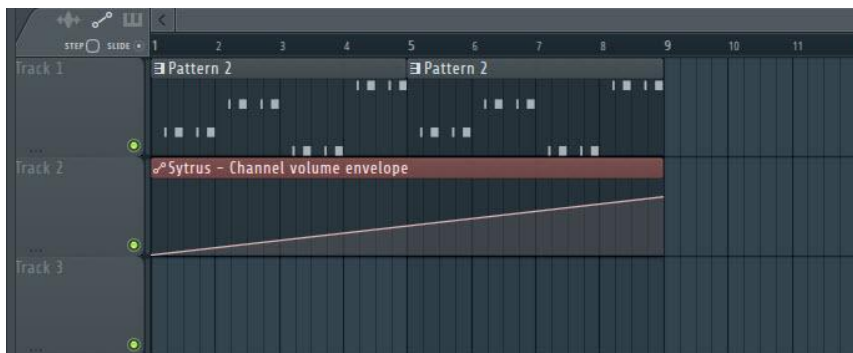 STEP SLIDE 1 2 3 4 5 6 7 8 9 10 11
Track 1 Pattern 2 Pattern 2
Track 2 Sytrus - Channel volume envelope
Track 3